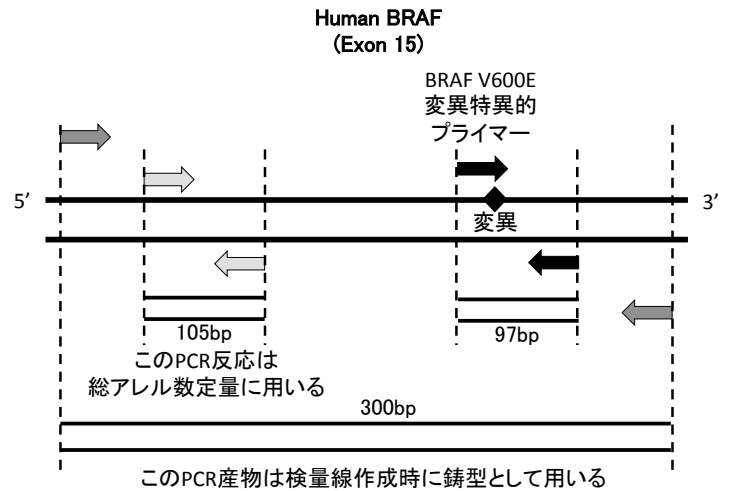 Human BRAF
(Exon 15)
BRAF V600E
変異特異的
プライマー
5’
3’
変異
105bp
97bp
このPCR反応は
総アレル数定量に用いる
300bp
このPCR産物は検量線作成時に鋳型として用いる